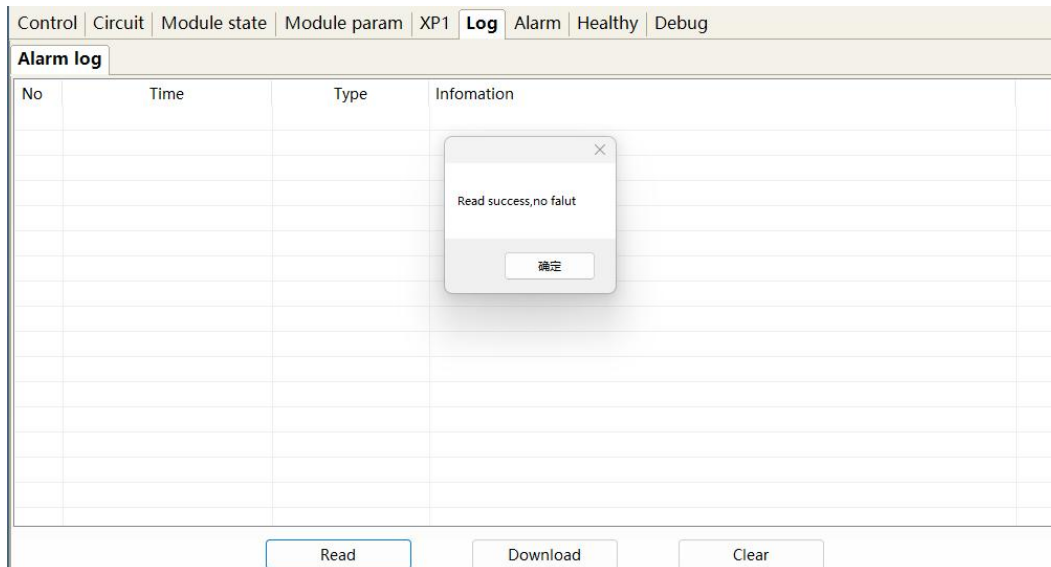 Control Circuit Module state Module param XP1 Log Alarm Healthy Debug
Alarm log
No Time Type Infomation
Read success,no falut
确定
Read Download Clear